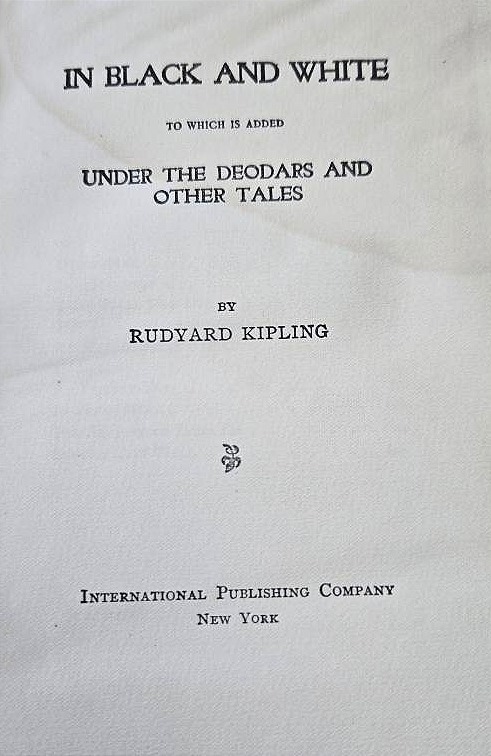 IN BLACK AND WHITE
TO WHICH IS ADDED
UNDER THE DEODARS AND
OTHER TALES
BY
RUDYARD KIPLING
INTERNATIONAL PUBLISHING COMPANY
NEW YORK